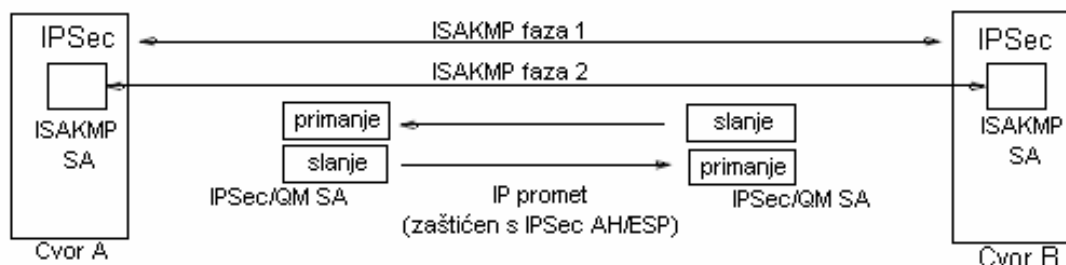 IPSec
ISAKMP faza 1
IPSec
ISAKMP faza 2
ISAKMP
SA
primanje
slanje
ISAKMP
SA
slanje
primanje
IPSec/QM SA
IP promet
IPSec/QM SA
(zaštićen s IPSec AH/ESP)
Cvor A
Cvor B